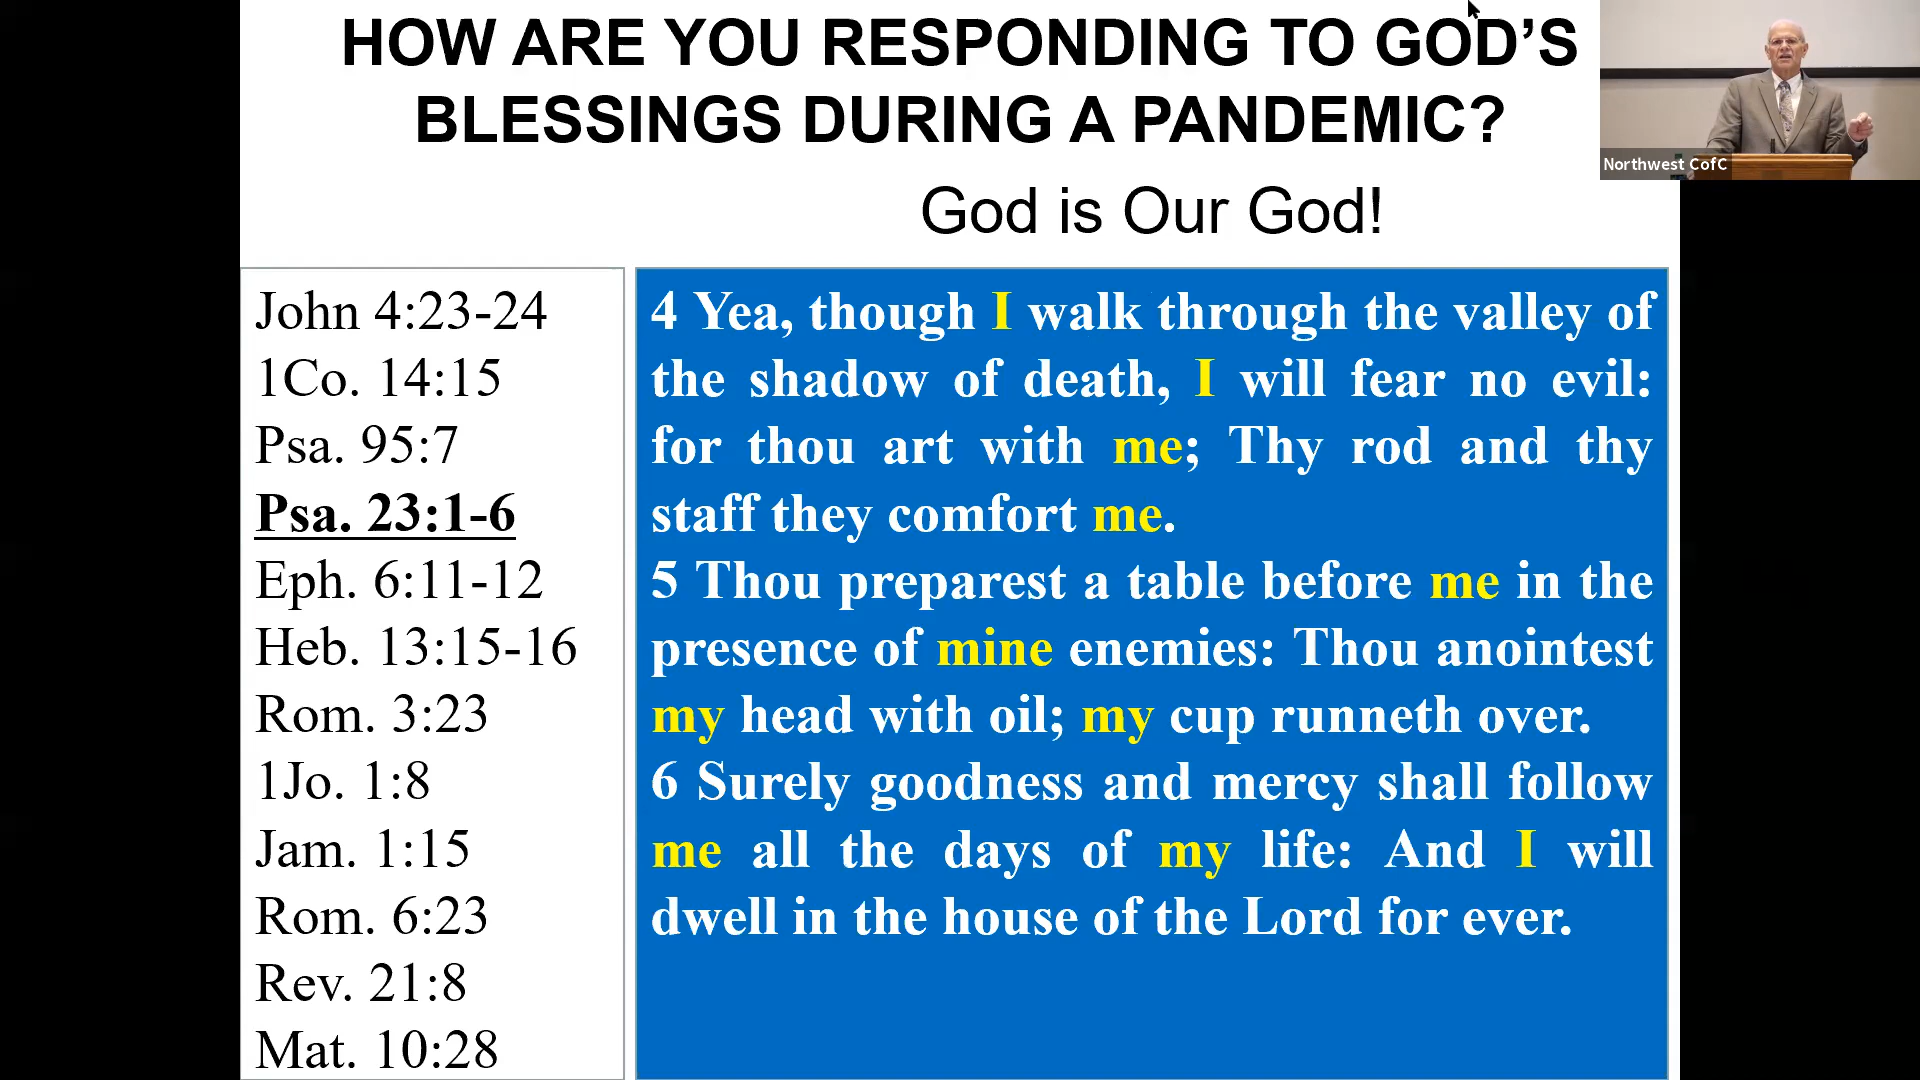 HOW ARE YOU RESPONDING TO GOD’S
BLESSINGS DURING A PANDEMIC?
Northwest CofC
God is Our God!
John 4:23-24
1Co. 14:15
Psa. 95:7
Psa. 23:1-6
Eph. 6:11-12
Heb. 13:15-16
Rom. 3:23
1Jo. 1:8
Jam. 1:15
Rom. 6:23
Rev. 21:8
Mat. 10:28
4 Yea, though I walk through the valley of
the shadow of death, I will fear no evil:
for thou art with me; Thy rod and thy
staff they comfort me.
5 Thou preparest a table before me in the
presence of mine enemies: Thou anointest
my head with oil; my cup runneth over.
6 Surely goodness and mercy shall follow
me all the days of my life: And I will
dwell in the house of the Lord for ever.